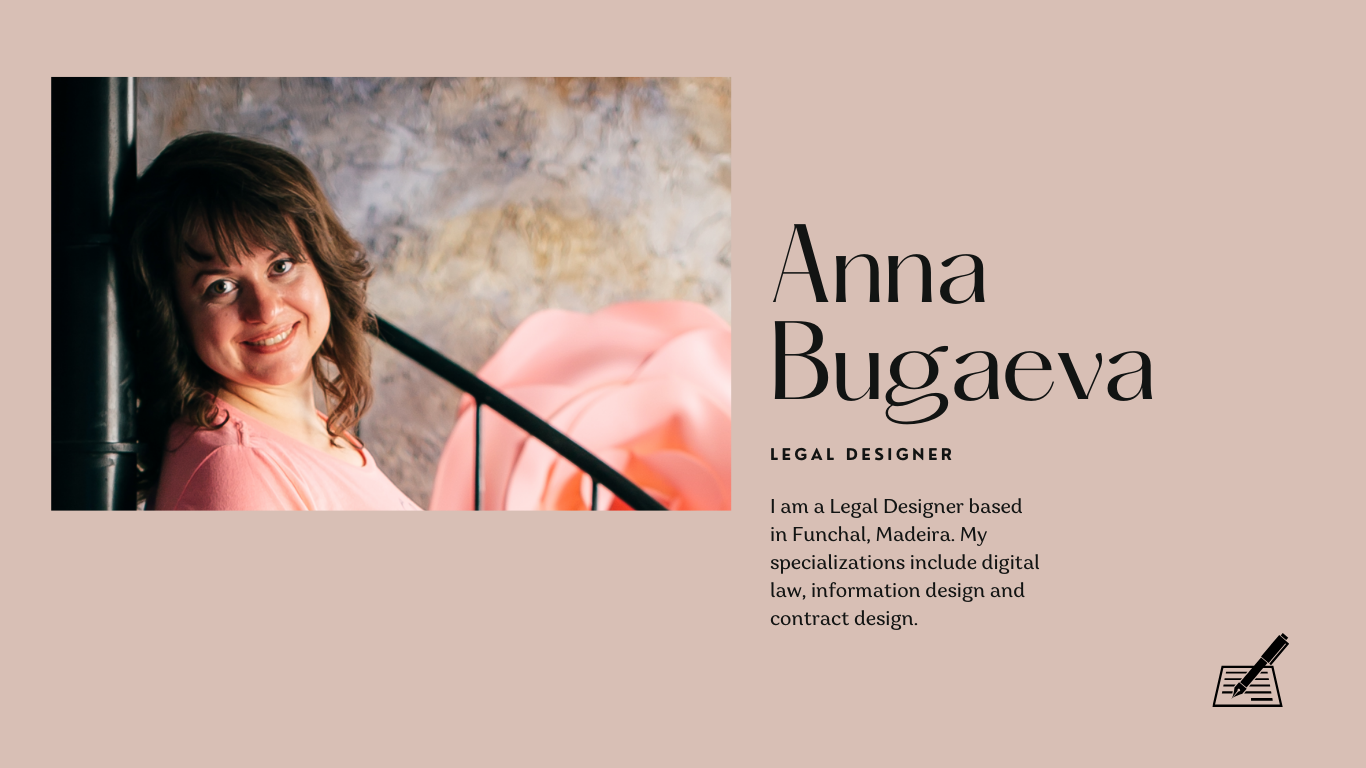 Anna
Bugaeva
LEGAL DESIGNER
I am a Legal Designer based
in Funchal, Madeira. My
specializations include digital
law, information design and
contract design.